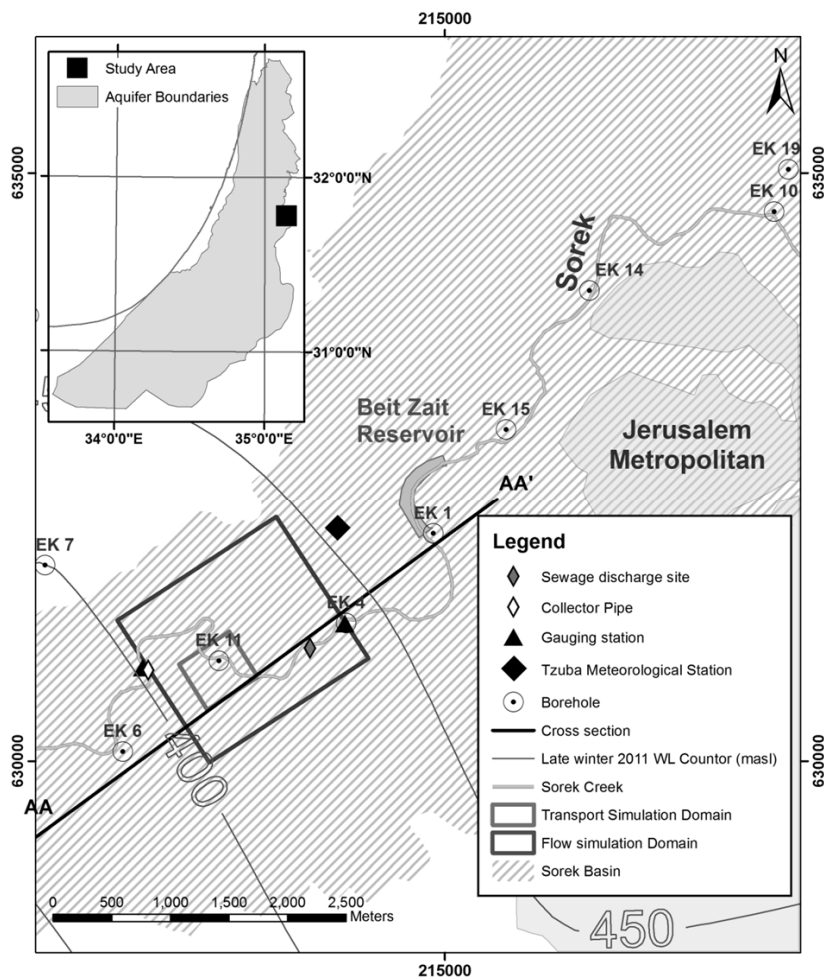 215000
Study Area
Aquifer Boundaries
32°0'0"N
31°0'0"N
34°0'0"E
35°0'0"E
N
635000
635000
EK 19
EK 10
Sorek
EK 14
Beit Zait
Reservoir
EK 15
Jerusalem
Metropolitan
AA'
EK 1
EK 7
EK 4
EK 11
EK 6
400
AA
630000
630000
Legend
Sewage discharge site
Collector Pipe
Gauging station
Tzuba Meteorological Station
Borehole
Cross section
Late winter 2011 WL Countor (masl)
Sorek Creek
Transport Simulation Domain
Flow simulation Domain
Sorek Basin
0 500 1,000 1,500 2,000 2,500
Meters
450
215000